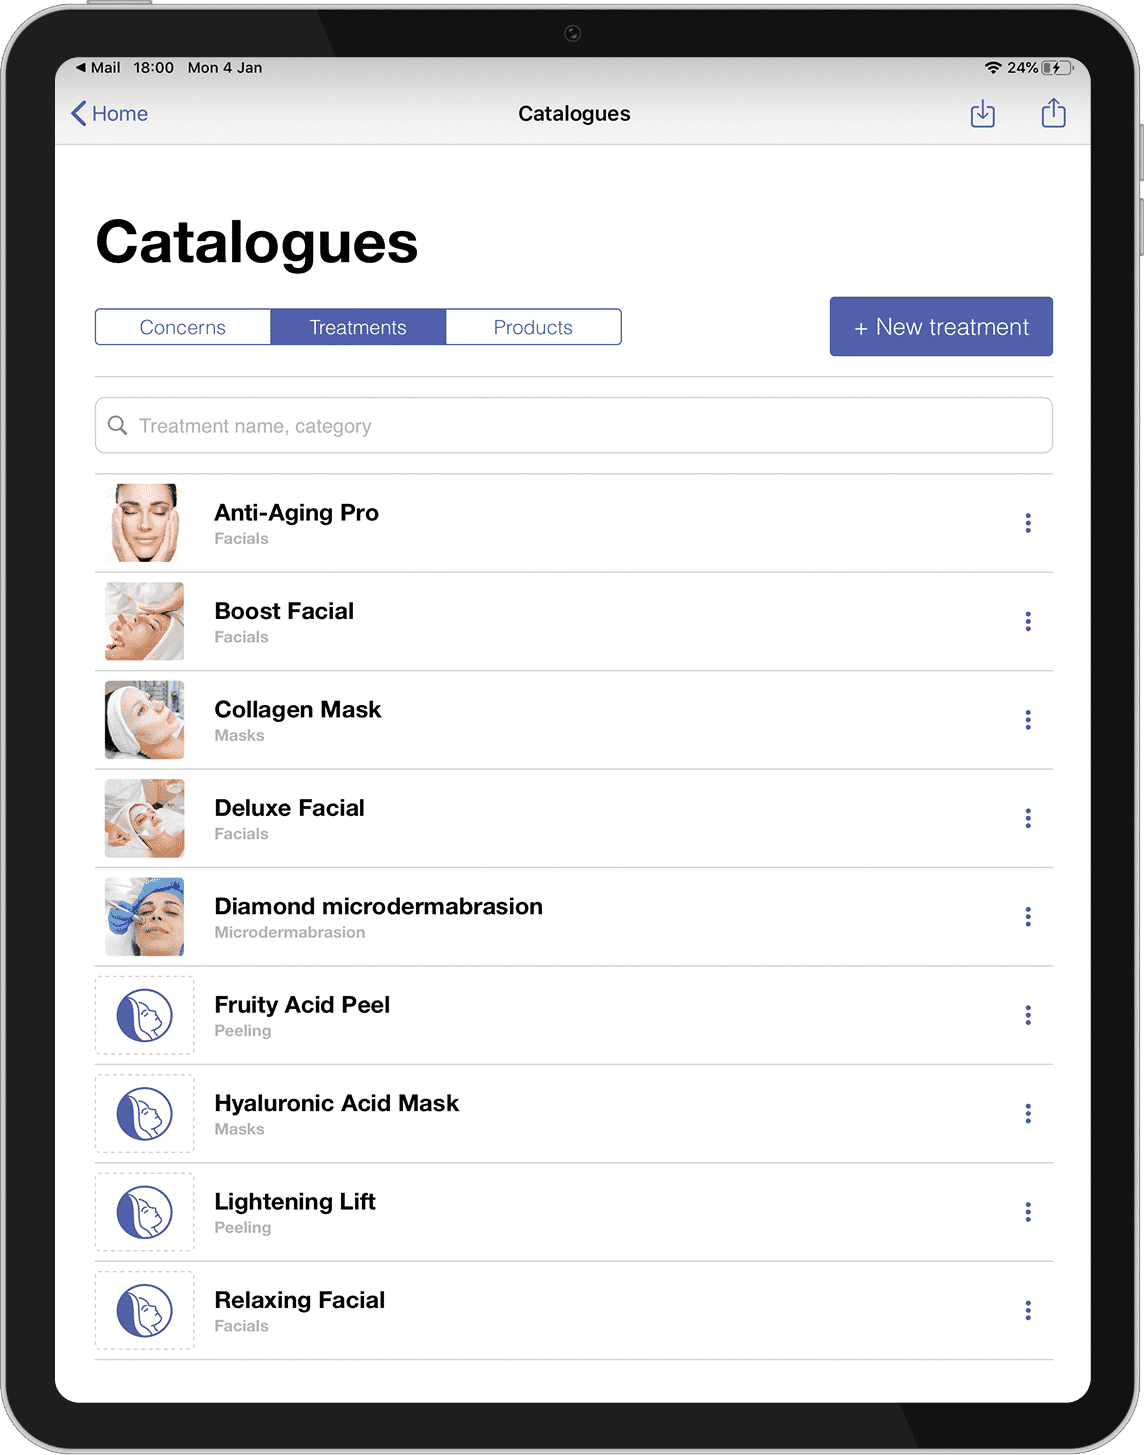 Mail 18:00 Mon 4 Jan 24%
Home Catalogues
Catalogues
Concerns Treatments Products + New treatment
Treatment name, category
Anti-Aging Pro
Facials
Boost Facial
Facials
Collagen Mask
Masks
Deluxe Facial
Facials
Diamond microdermabrasion
Microdermabrasion
Fruity Acid Peel
Peeling
Hyaluronic Acid Mask
Masks
Lightening Lift
Peeling
Relaxing Facial
Facials